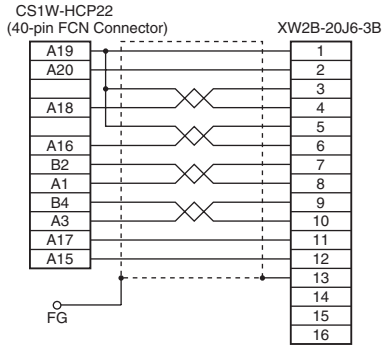 CS1W-HCP22
(40-pin FCN Connector)
XW2B-20J6-3B
A19 1
A20 2
3
A18 4
5
A16 6
B2 7
A1 8
B4 9
A3 10
A17 11
A15 12
13
14
15
16
FG